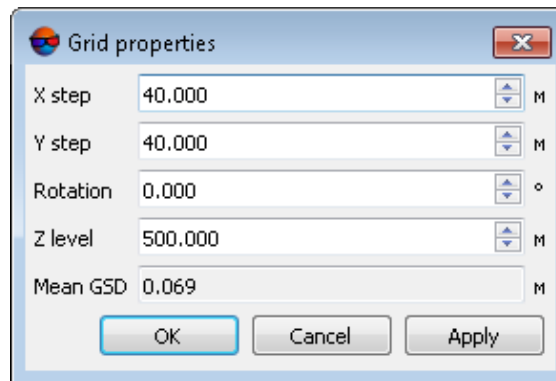 Grid properties
X step 40.000 м
Y step 40.000 м
Rotation 0.000 °
Z level 500.000 м
Mean GSD 0.069 м
OK Cancel Apply